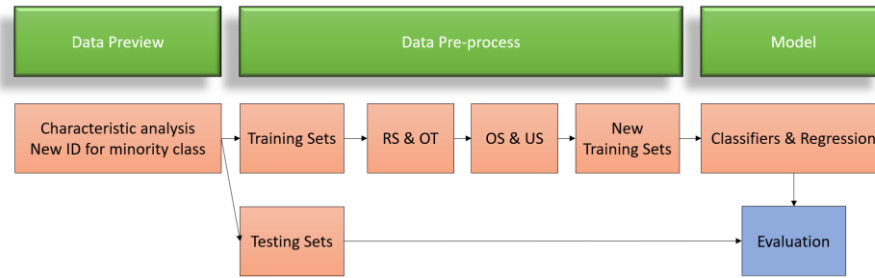 Data Preview
Data Pre-process
Model
Characteristic analysis
New ID for minority class
Training Sets
RS & OT
OS & US
New
Training Sets
Classifiers & Regression
Testing Sets
Evaluation